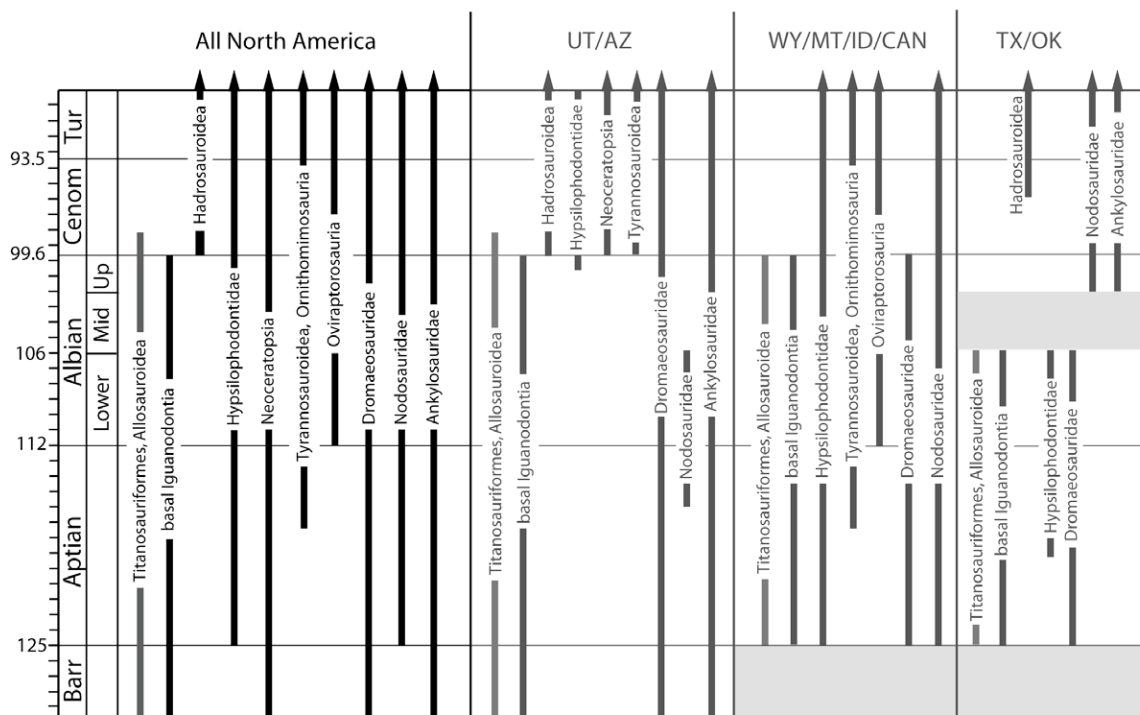 All North America
UT/AZ
WY/MT/ID/CAN
TX/OK
Tur
93.5
Cenom
99.6
Up
Mid
Albian
106
Lower
112
Aptian
125
Barr
Titanosauriformes, Allosauroidea
basal Iguanodontia
Hadrosauroidea
Hypsilophodontidae
Neoceratopsia
Tyrannosauroidea, Ornithomimosauria
Oviraptorosauria
Dromaeosauridae
Nodosauridae
Ankylosauridae
Titanosauriformes, Allosauroidea
basal Iguanodontia
Hadrosauroidea
Hypsilophodontidae
Neoceratopsia
Tyrannosauroidea
Dromaeosauridae
Nodosauridae
Ankylosauridae
Titanosauriformes, Allosauroidea
basal Iguanodontia
Hypsilophodontidae
Tyrannosauroidea, Ornithomimosauria
Oviraptorosauria
Dromaeosauridae
Nodosauridae
Titanosauriformes, Allosauroidea
basal Iguanodontia
Hadrosauroidea
Hypsilophodontidae
Dromaeosauridae
Nodosauridae
Ankylosauridae